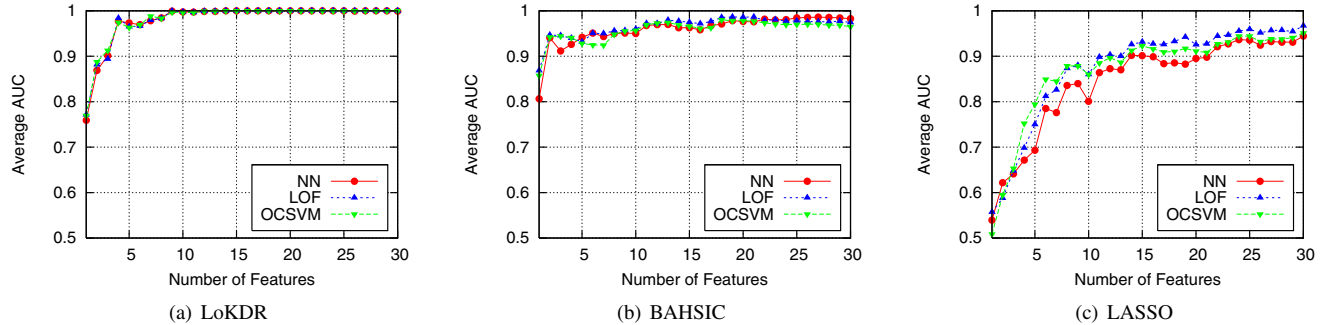 1
0.9
0.8
0.7
0.6
0.5
Average AUC
NN
LOF
OCSVM
5 10 15 20 25 30
Number of Features
(a) LoKDR
1
0.9
0.8
0.7
0.6
0.5
Average AUC
NN
LOF
OCSVM
5 10 15 20 25 30
Number of Features
(b) BAHSIC
1
0.9
0.8
0.7
0.6
0.5
Average AUC
NN
LOF
OCSVM
5 10 15 20 25 30
Number of Features
(c) LASSO